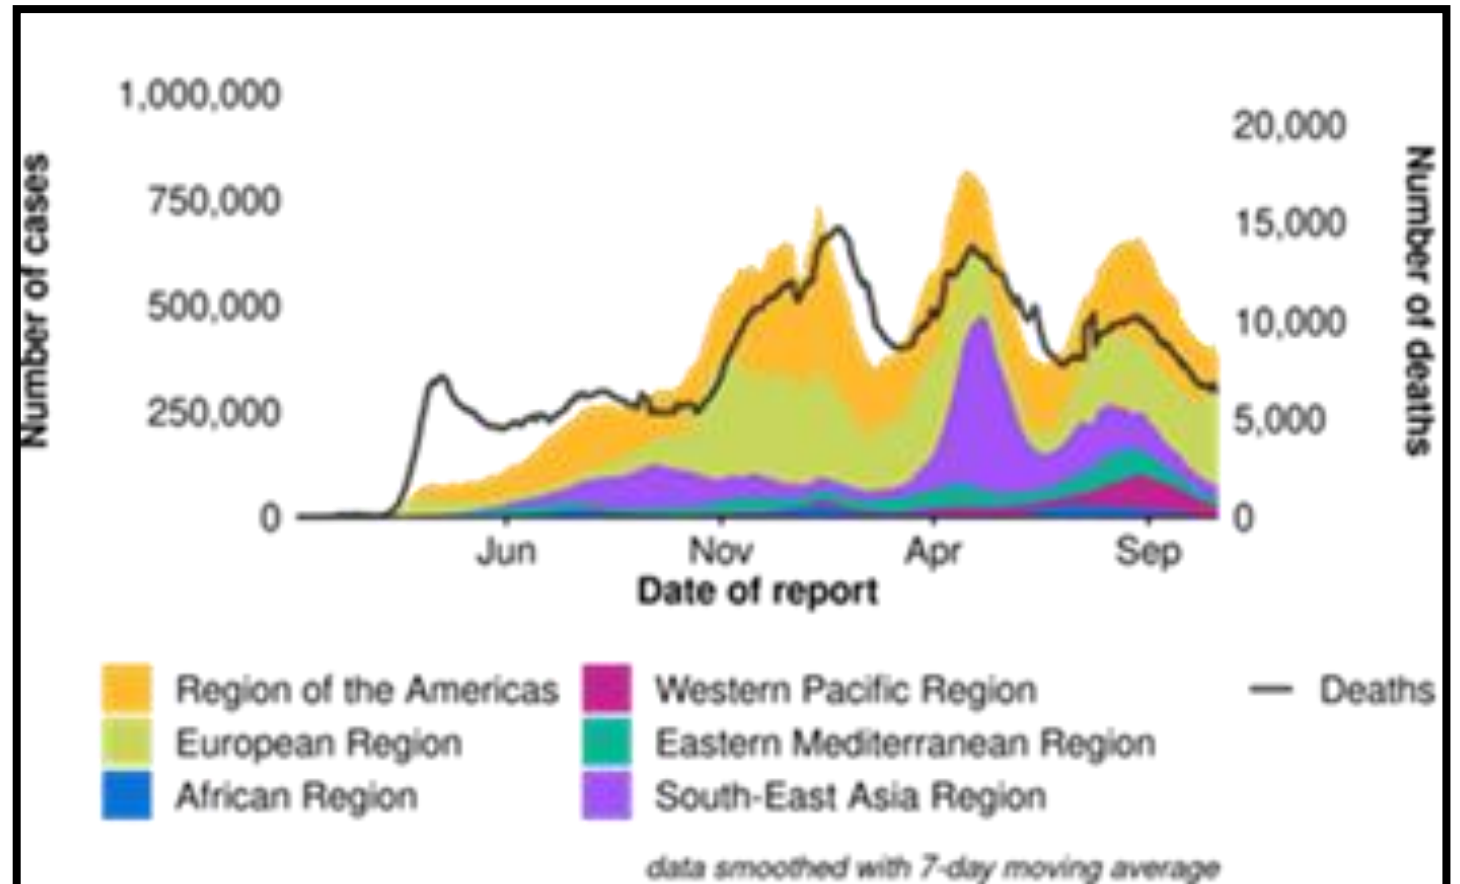 1,000,000
750,000
500,000
250,000
0
Number of cases
20,000
15,000
10,000
5,000
0
Number of deaths
Jun Nov Apr Sep
Date of report
Region of the Americas Western Pacific Region Deaths
European Region Eastern Mediterranean Region
African Region South-East Asia Region
data smoothed with 7-day moving average